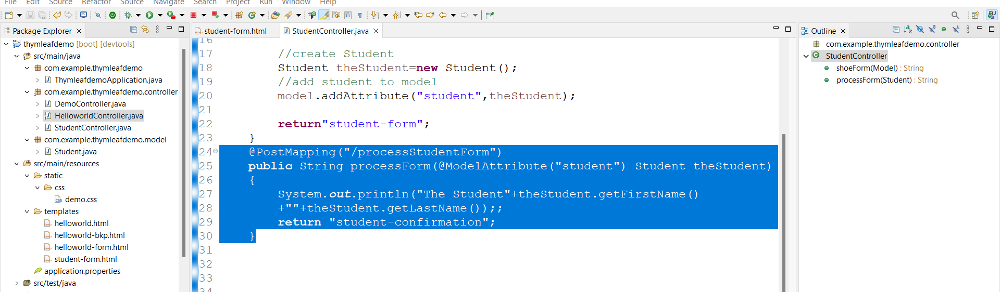 File Edit Source Refactor Source Navigate Search Project Run Window Help
Package Explorer
thymleafdemo [boot] [devtools]
src/main/java
com.example.thymleafdemo
ThymleafdemoApplication.java
com.example.thymleafdemo.controller
DemoController.java
HelloworldController.java
StudentController.java
com.example.thymleafdemo.model
Student.java
src/main/resources
static
css
demo.css
templates
helloworld.html
helloworld-bkp.html
helloworld-form.html
student-form.html
application.properties
src/test/java
student-form.html
StudentController.java
16
17 //create Student
18 Student theStudent=new Student();
19 //add student to model
20 model.addAttribute("student",theStudent);
21
22 return"student-form";
23 }
24 @PostMapping("/processStudentForm")
25 public String processForm(@ModelAttribute("student") Student theStudent)
26 {
27 System.out.println("The Student"+theStudent.getFirstName()
28 +""+theStudent.getLastName());;
29 return "student-confirmation";
30 }
31
32
33
34
Outline
com.example.thymleafdemo.controller
StudentController
shoeForm(Model) : String
processForm(Student) : String